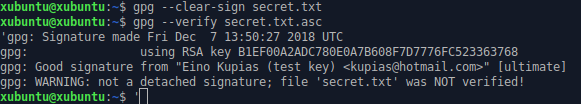 xubuntu@xubuntu:~$ gpg --clear-sign secret.txt
xubuntu@xubuntu:~$ gpg --verify secret.txt.asc
'gpg: Signature made Fri Dec  7 13:50:27 2018 UTC
gpg:                using RSA key B1EF00A2ADC780E0A7B608F7D7776FC523363768
gpg: Good signature from "Eino Kupias (test key) <kupias@hotmail.com>" [ultimate]
gpg: WARNING: not a detached signature; file 'secret.txt' was NOT verified!
xubuntu@xubuntu:~$ '